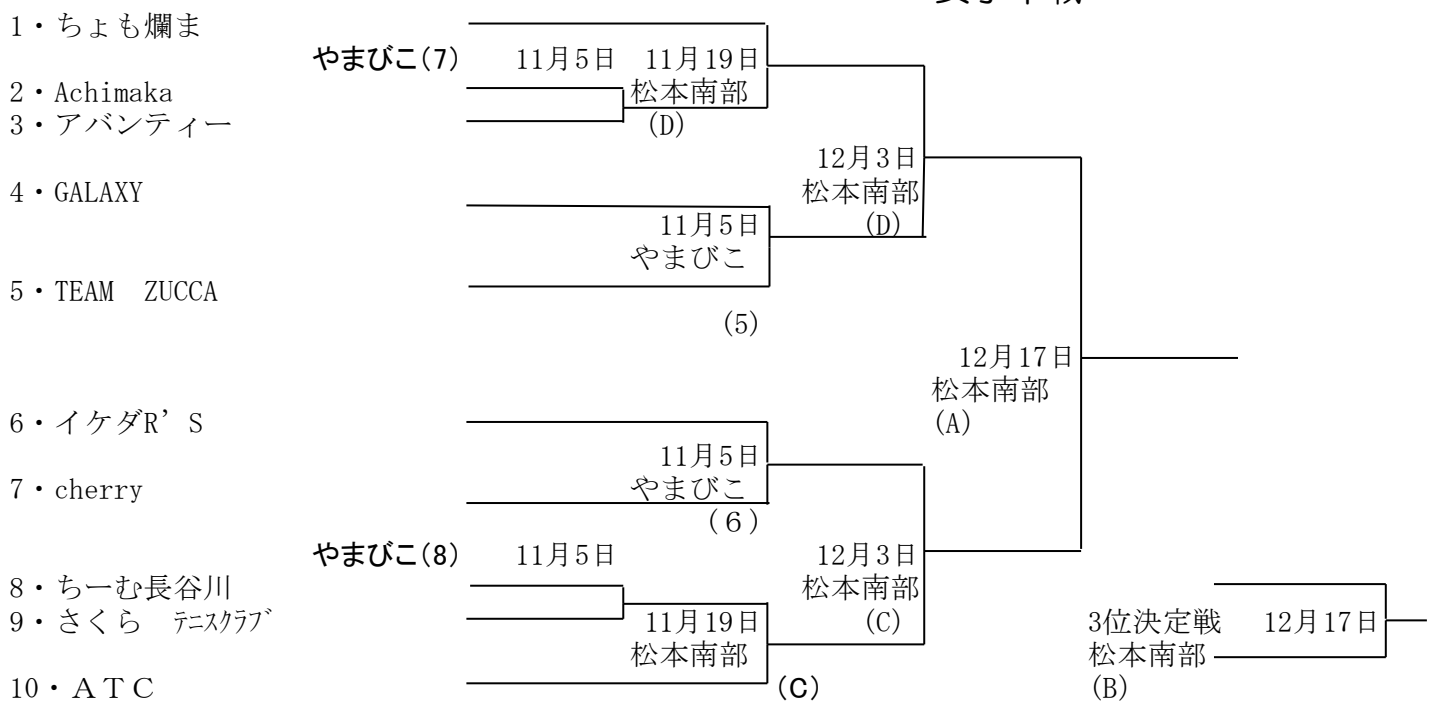 1・ちょも爛ま
やまびこ(7) 11月5日 11月19日
2・Achimaka 松本南部
3・アバンティー (D)
12月3日
4・GALAXY 松本南部
11月5日 (D)
やまびこ
5・TEAM ZUCCA
(5)
12月17日
松本南部
6・イケダR’S (A)
11月5日
7・cherry やまびこ
(6)
やまびこ(8) 11月5日 12月3日
8・ちーむ長谷川 松本南部
9・さくら ﾃﾆｽｸﾗﾌﾞ 11月19日 (C) 3位決定戦 12月17日
松本南部 松本南部
10・ATC (C) (B)